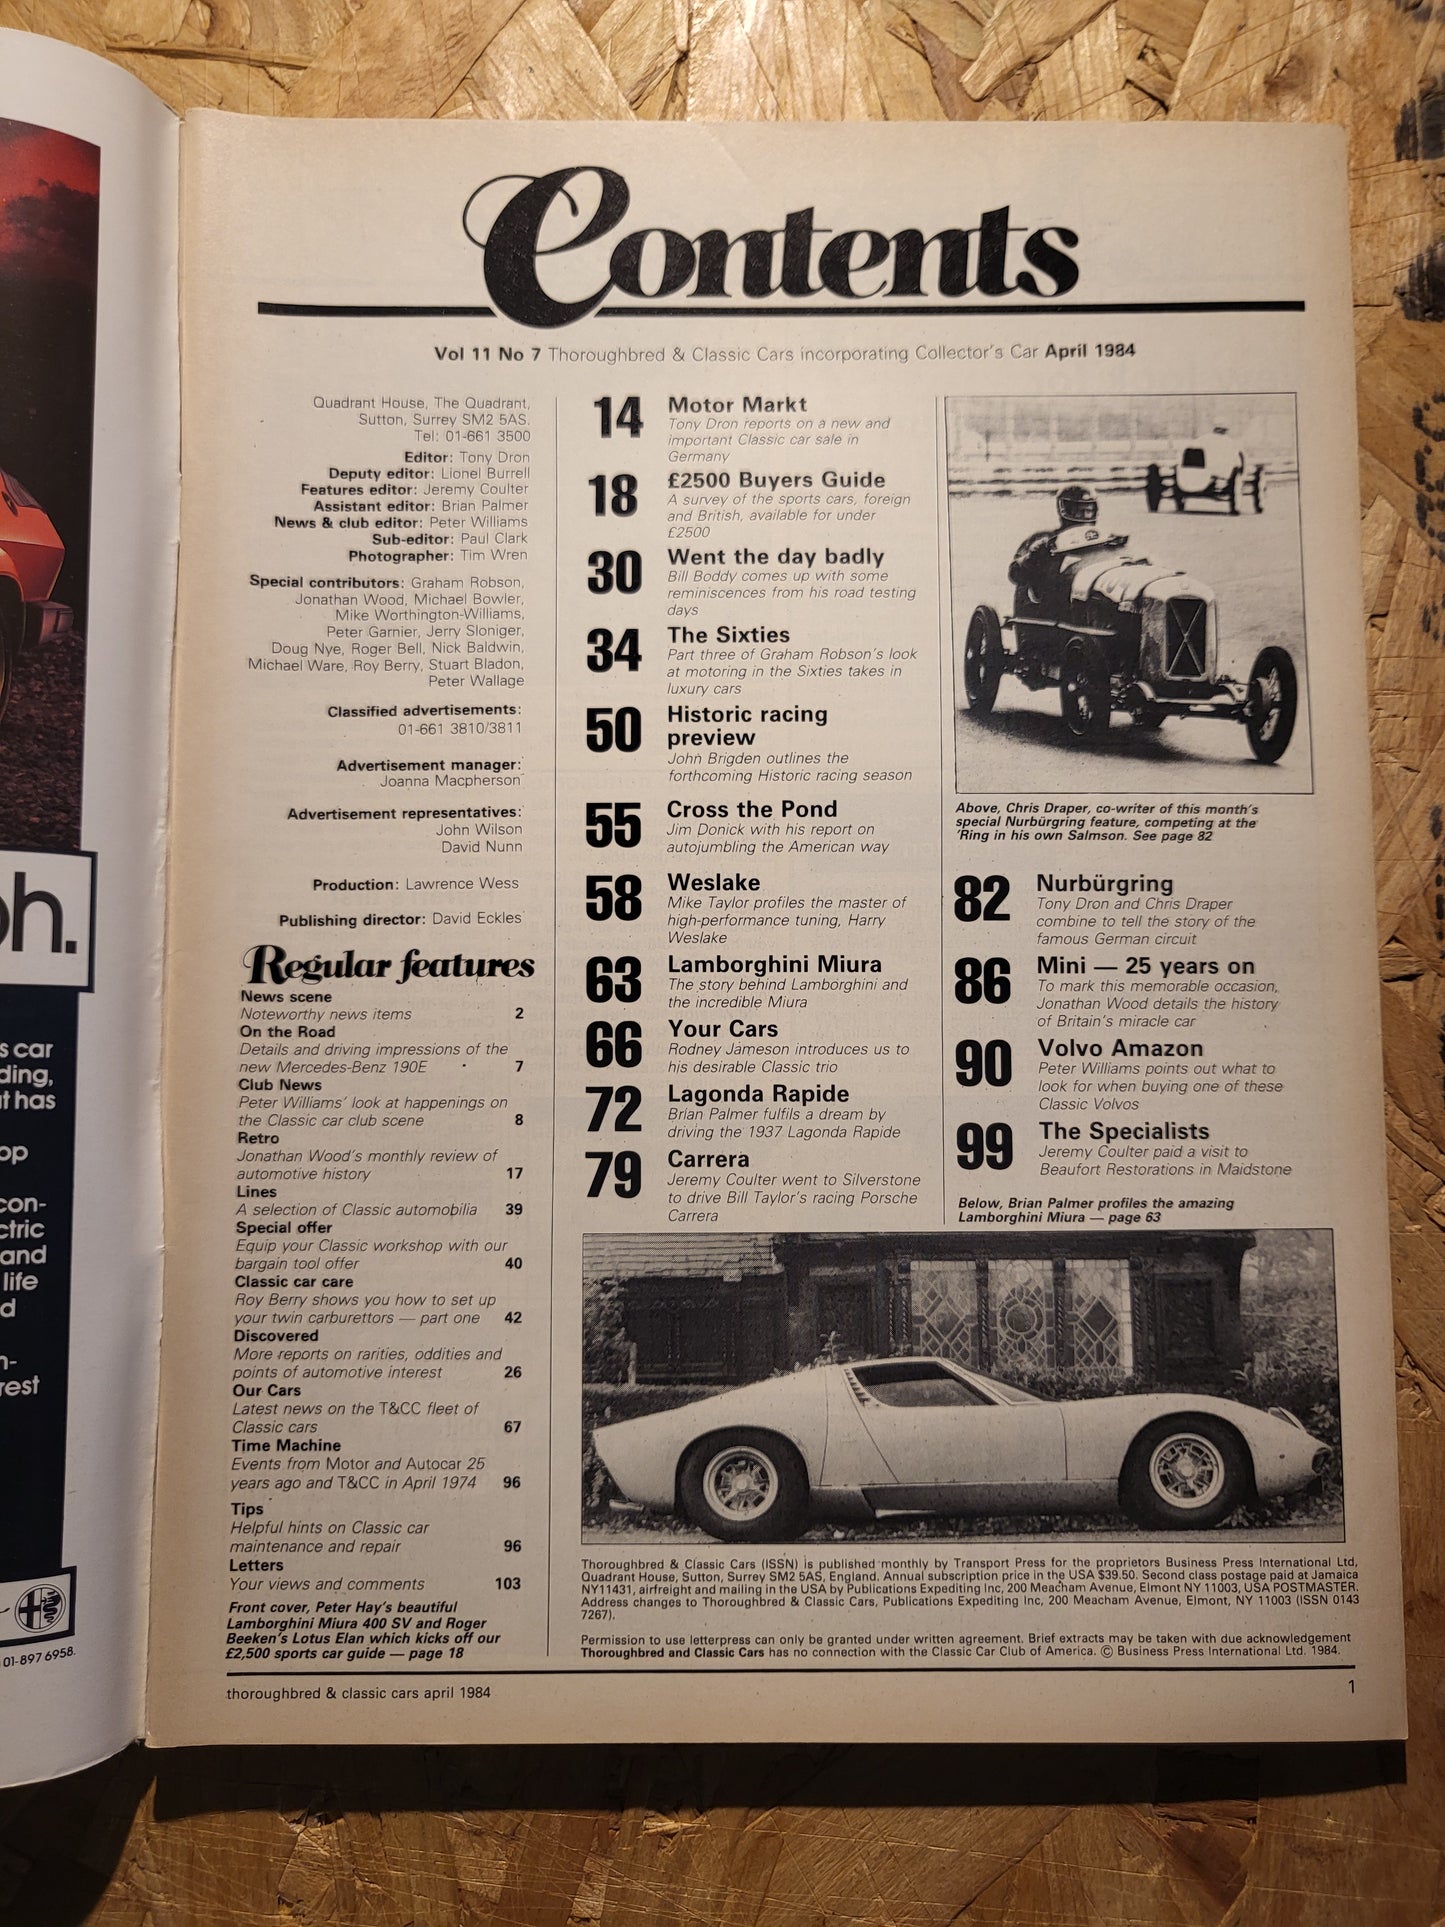 Contents
Vol 11 No 7 Thoroughbred & Classic Cars incorporating Collector's Car April 1984
Quadrant House, The Quadrant,
Sutton, Surrey SM2 5AS.
Tel: 01-661 3500
Editor: Tony Dron
Deputy editor: Lionel Burrell
Features editor: Jeremy Coulter
Assistant editor: Brian Palmer
News & club editor: Peter Williams
Sub-editor: Paul Clark
Photographer: Tim Wren
Special contributors: Graham Robson,
Jonathan Wood, Michael Bowler,
Mike Worthington-Williams,
Peter Garnier, Jerry Sloniger,
Doug Nye, Roger Bell, Nick Baldwin,
Michael Ware, Roy Berry, Stuart Bladon,
Peter Wallage
Classified advertisements:
01-661 3810/3811
Advertisement manager:
Joanna Macpherson
Advertisement representatives:
John Wilson
David Nunn
Production: Lawrence Wess
Publishing director: David Eckles
Regular features
News scene
Noteworthy news items 2
On the Road
Details and driving impressions of the
new Mercedes-Benz 190E 7
Club News
Peter Williams' look at happenings on
the Classic car club scene 8
Retro
Jonathan Wood's monthly review of
automotive history 17
Lines
A selection of Classic automobilia 39
Special offer
Equip your Classic workshop with our
bargain tool offer 40
Classic car care
Roy Berry shows you how to set up
your twin carburettors — part one 42
Discovered
More reports on rarities, oddities and
points of automotive interest 26
Our Cars
Latest news on the T&CC fleet of
Classic cars 67
Time Machine
Events from Motor and Autocar 25
years ago and T&CC in April 1974 96
Tips
Helpful hints on Classic car
maintenance and repair 96
Letters
Your views and comments 103
Front cover, Peter Hay's beautiful
Lamborghini Miura 400 SV and Roger
Beeken's Lotus Elan which kicks off our
£2,500 sports car guide — page 18
14 Motor Markt
Tony Dron reports on a new and
important Classic car sale in
Germany
18 £2500 Buyers Guide
A survey of the sports cars, foreign
and British, available for under
£2500
30 Went the day badly
Bill Boddy comes up with some
reminiscences from his road testing
days
34 The Sixties
Part three of Graham Robson's look
at motoring in the Sixties takes in
luxury cars
50 Historic racing
preview
John Brigden outlines the
forthcoming Historic racing season
55 Cross the Pond
Jim Donick with his report on
autojumbling the American way
58 Weslake
Mike Taylor profiles the master of
high-performance tuning, Harry
Weslake
63 Lamborghini Miura
The story behind Lamborghini and
the incredible Miura
66 Your Cars
Rodney Jameson introduces us to
his desirable Classic trio
72 Lagonda Rapide
Brian Palmer fulfils a dream by
driving the 1937 Lagonda Rapide
79 Carrera
Jeremy Coulter went to Silverstone
to drive Bill Taylor's racing Porsche
Carrera
Above, Chris Draper, co-writer of this month's
special Nurbürgring feature, competing at the
'Ring in his own Salmson. See page 82
82 Nurbürgring
Tony Dron and Chris Draper
combine to tell the story of the
famous German circuit
86 Mini — 25 years on
To mark this memorable occasion,
Jonathan Wood details the history
of Britain's miracle car
90 Volvo Amazon
Peter Williams points out what to
look for when buying one of these
Classic Volvos
99 The Specialists
Jeremy Coulter paid a visit to
Beaufort Restorations in Maidstone
Below, Brian Palmer profiles the amazing
Lamborghini Miura — page 63
Thoroughbred & Classic Cars (ISSN) is published monthly by Transport Press for the proprietors Business Press International Ltd,
Quadrant House, Sutton, Surrey SM2 5AS, England. Annual subscription price in the USA $39.50. Second class postage paid at Jamaica
NY11431, airfreight and mailing in the USA by Publications Expediting Inc, 200 Meacham Avenue, Elmont NY 11003, USA POSTMASTER.
Address changes to Thoroughbred & Classic Cars, Publications Expediting Inc, 200 Meacham Avenue, Elmont, NY 11003 (ISSN 0143
7267).
Permission to use letterpress can only be granted under written agreement. Brief extracts may be taken with due acknowledgement
Thoroughbred and Classic Cars has no connection with the Classic Car Club of America. © Business Press International Ltd. 1984.
thoroughbred & classic cars april 1984
1
h.
s car
ding,
t has
op
con-
ctric
and
life
d
n-
rest
01-897 6958.